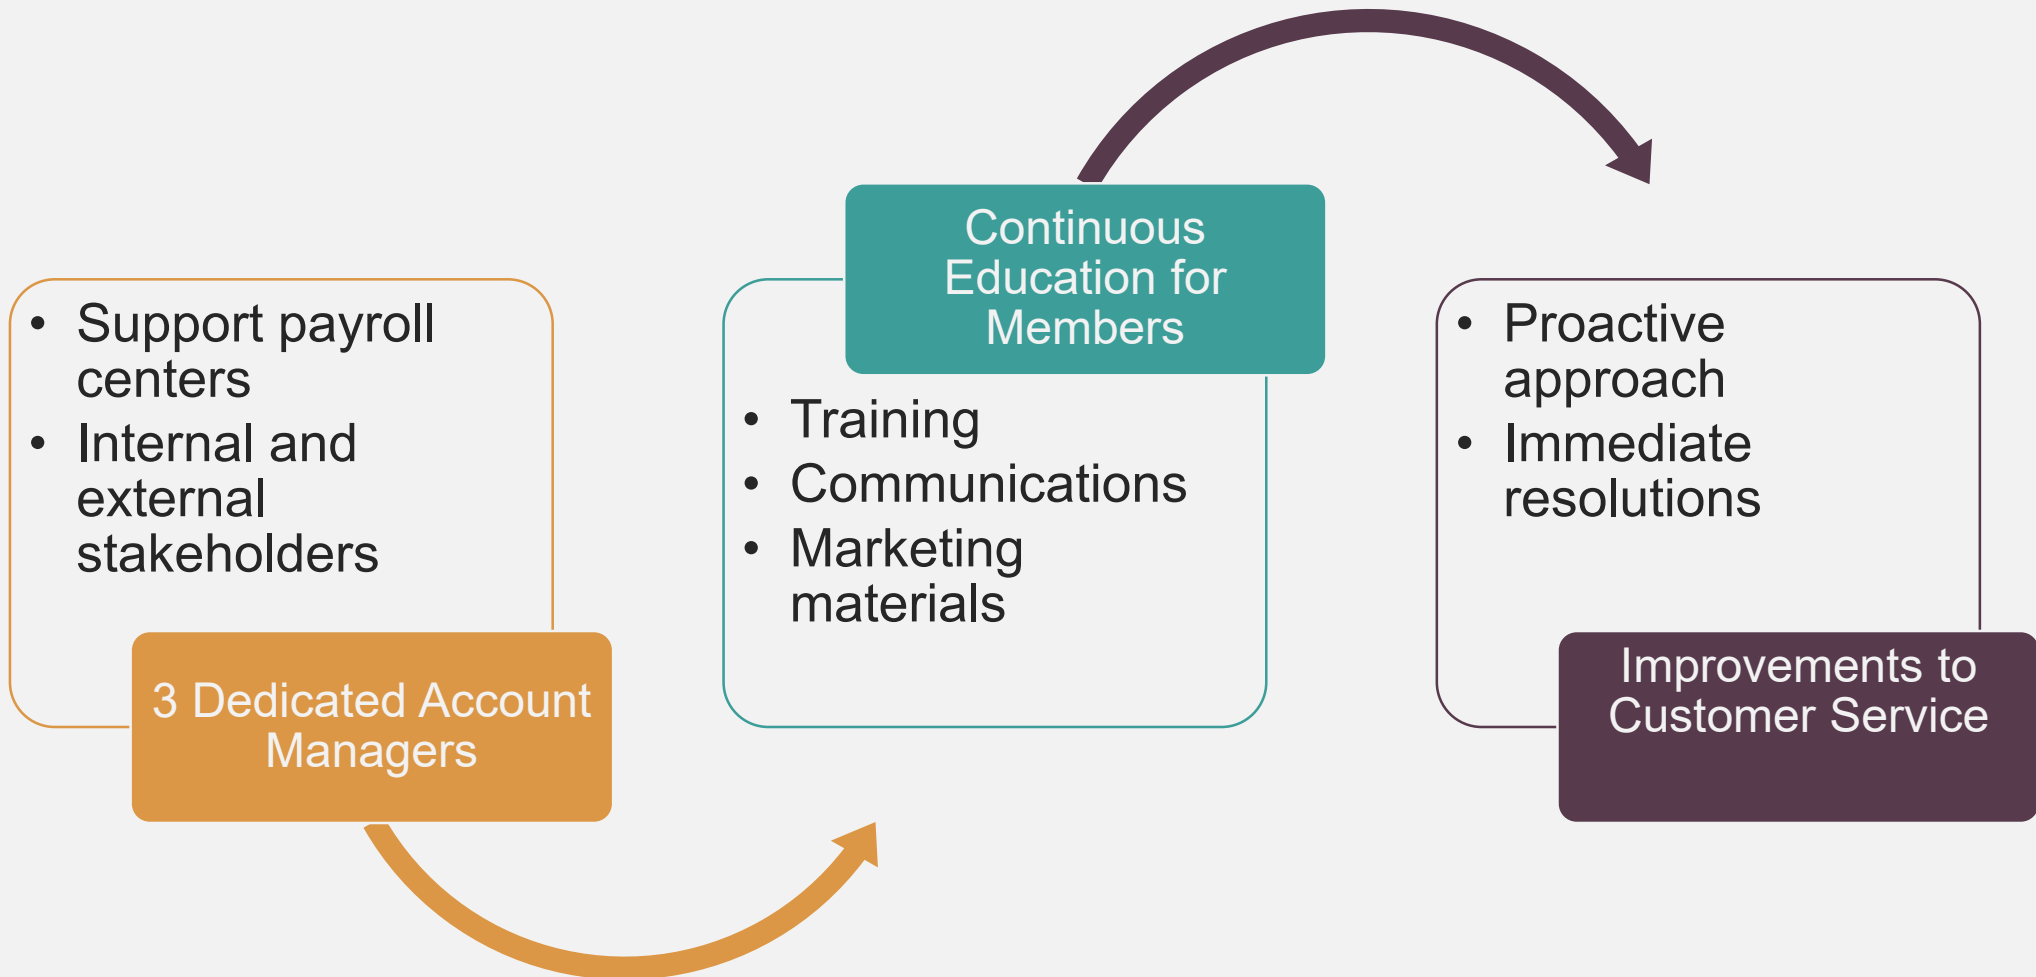 • Support payroll
centers
• Internal and
external
stakeholders
3 Dedicated Account
Managers
Continuous
Education for
Members
• Training
• Communications
• Marketing
materials
• Proactive
approach
• Immediate
resolutions
Improvements to
Customer Service